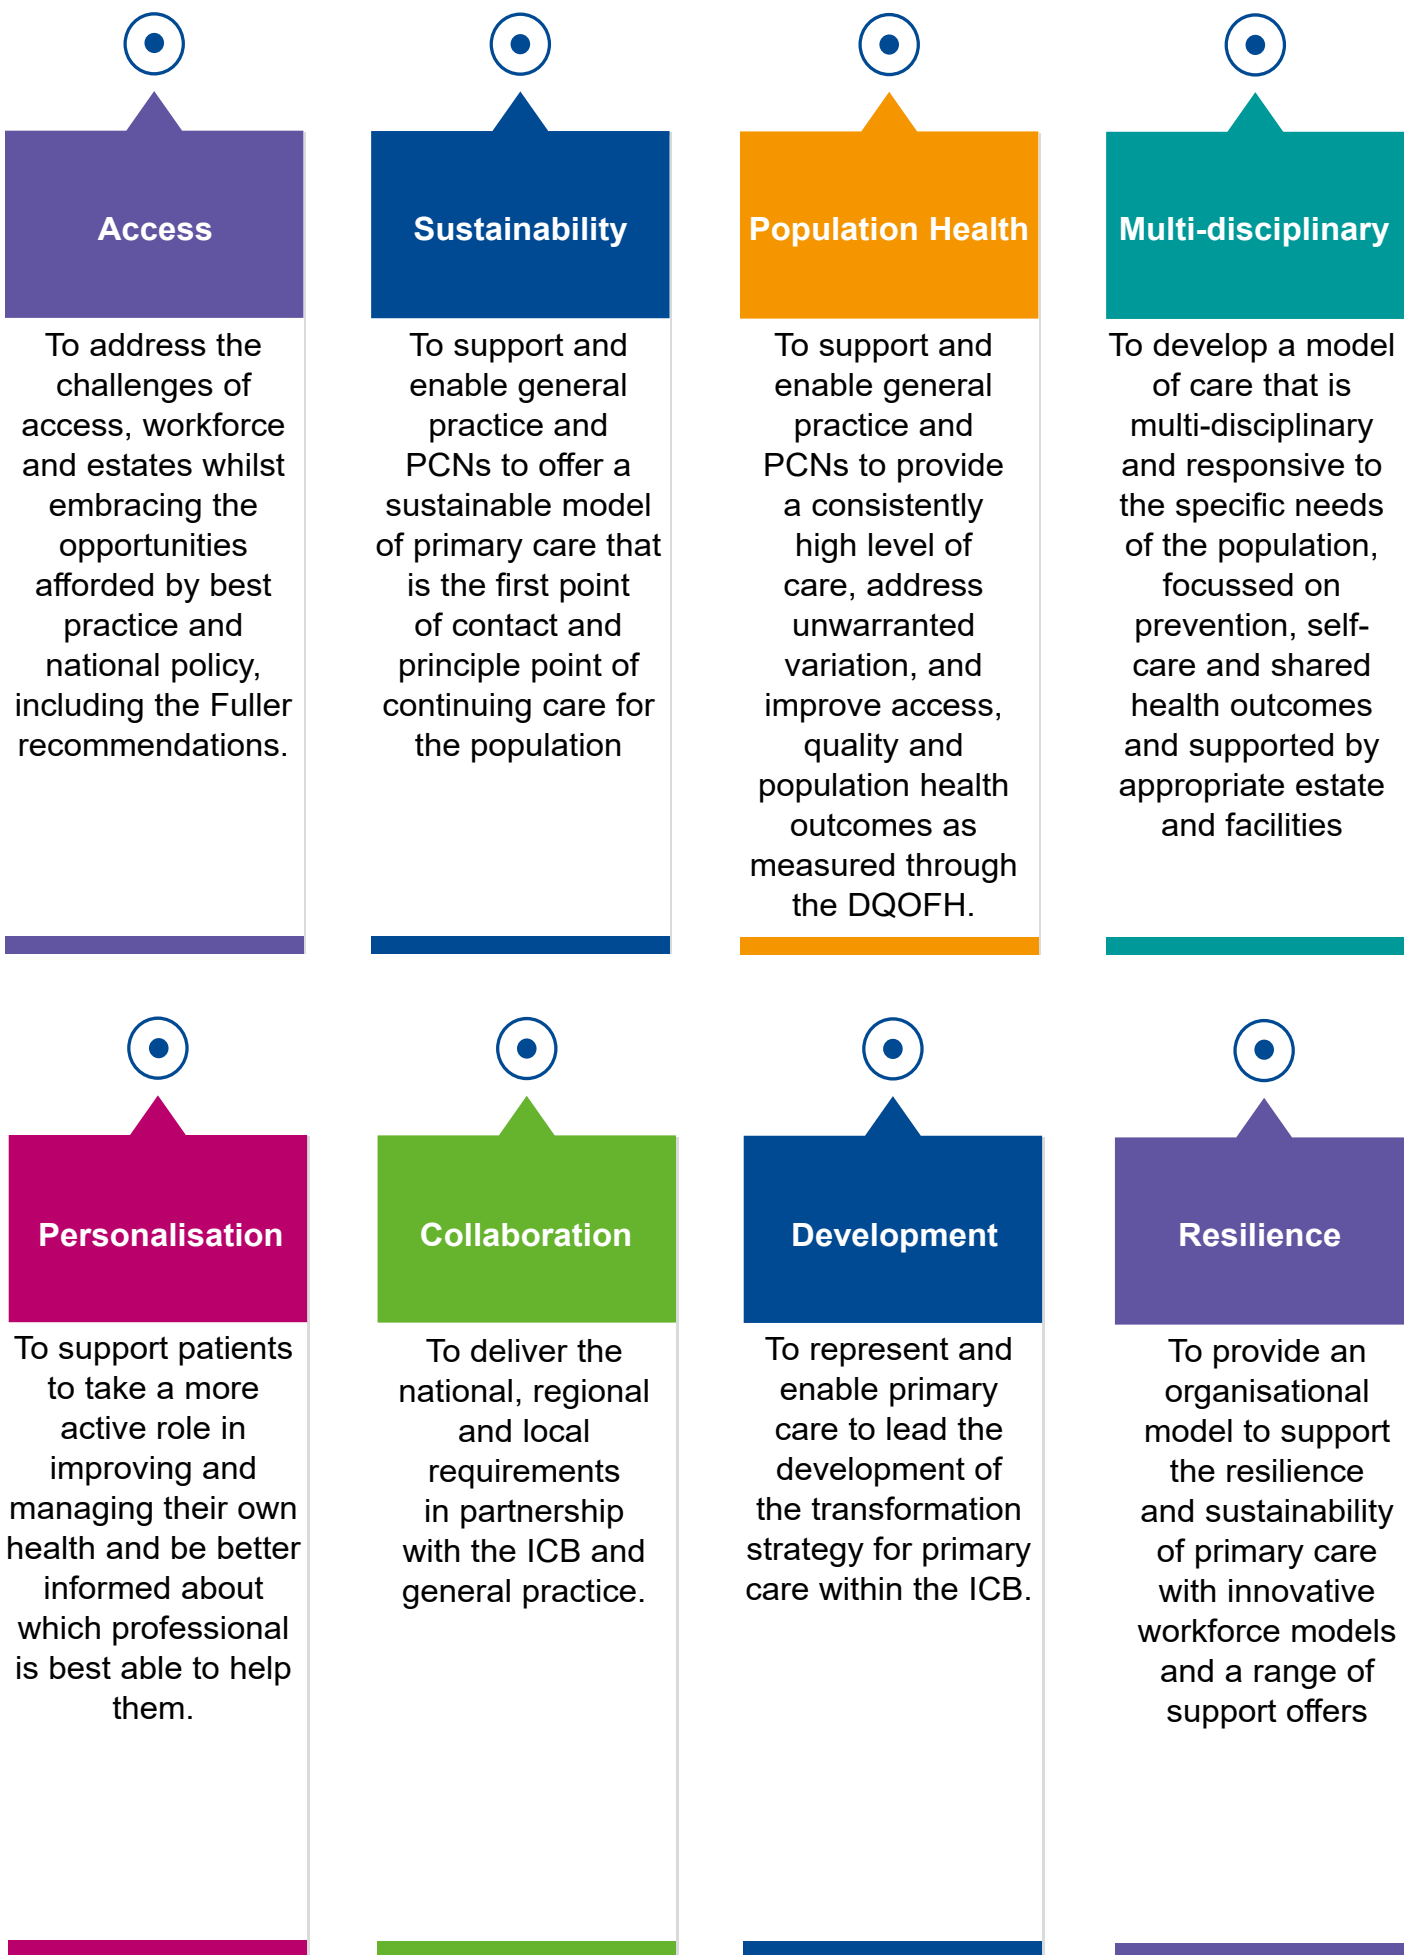 Access
To address the
challenges of
access, workforce
and estates whilst
embracing the
opportunities
afforded by best
practice and
national policy,
including the Fuller
recommendations.
Sustainability
To support and
enable general
practice and
PCNs to offer a
sustainable model
of primary care that
is the first point
of contact and
principle point of
continuing care for
the population
Population Health
To support and
enable general
practice and
PCNs to provide
a consistently
high level of
care, address
unwarranted
variation, and
improve access,
quality and
population health
outcomes as
measured through
the DQOFH.
Multi-disciplinary
To develop a model
of care that is
multi-disciplinary
and responsive to
the specific needs
of the population,
focussed on
prevention, self-
care and shared
health outcomes
and supported by
appropriate estate
and facilities
Personalisation
To support patients
to take a more
active role in
improving and
managing their own
health and be better
informed about
which professional
is best able to help
them.
Collaboration
To deliver the
national, regional
and local
requirements
in partnership
with the ICB and
general practice.
Development
To represent and
enable primary
care to lead the
development of
the transformation
strategy for primary
care within the ICB.
Resilience
To provide an
organisational
model to support
the resilience
and sustainability
of primary care
with innovative
workforce models
and a range of
support offers